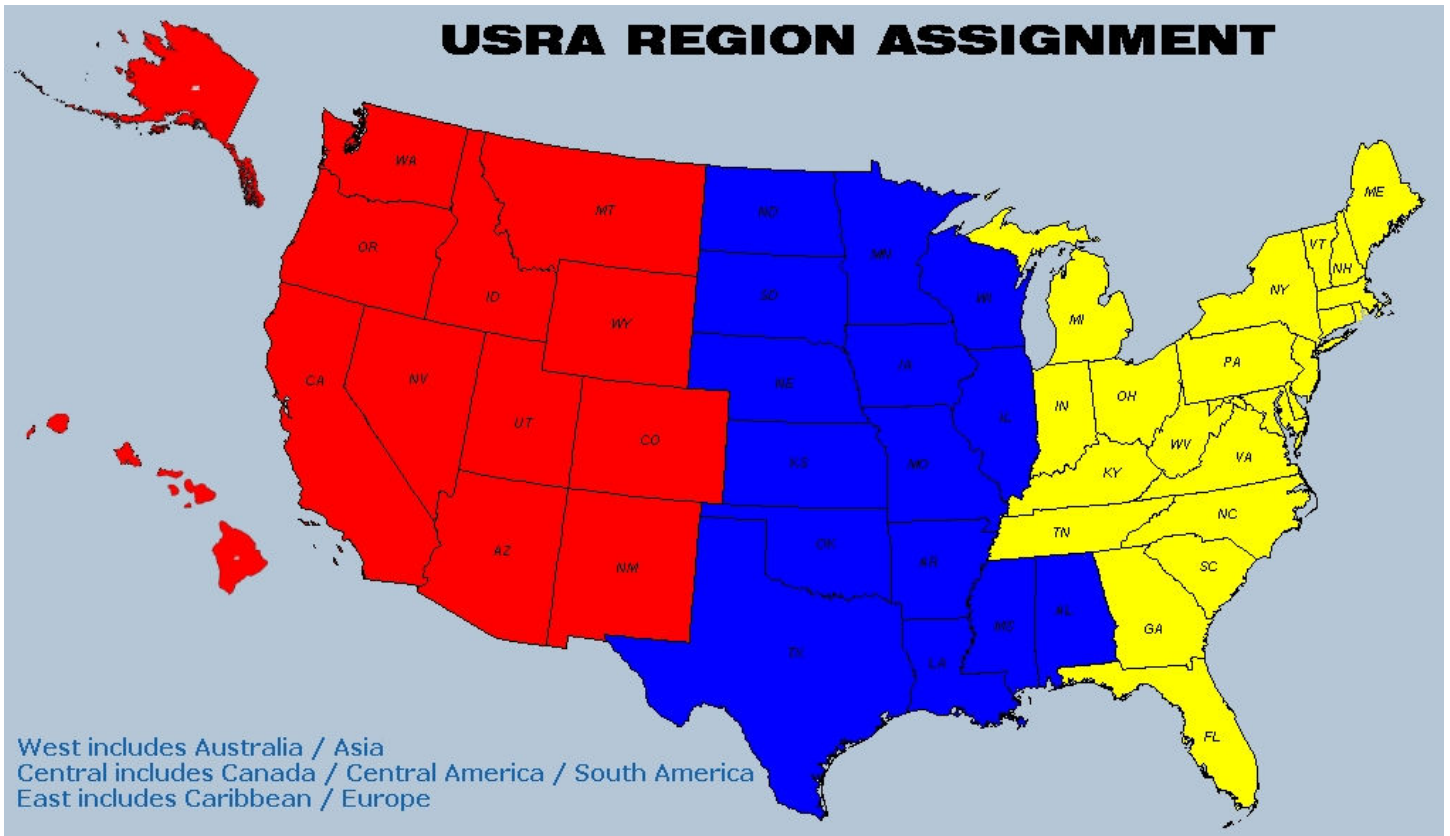 USRA REGION ASSIGNMENT
WA
MT
ND
MN
ME
VT
NH
OR
ID
SD
WI
NY
WY
MI
CA
NV
NE
IA
PA
UT
CO
IL
IN
OH
KS
MO
WV
KY
VA
AZ
NM
OK
AR
TN
NC
SC
TX
LA
MS
AL
GA
FL
West includes Australia / Asia
Central includes Canada / Central America / South America
East includes Caribbean / Europe